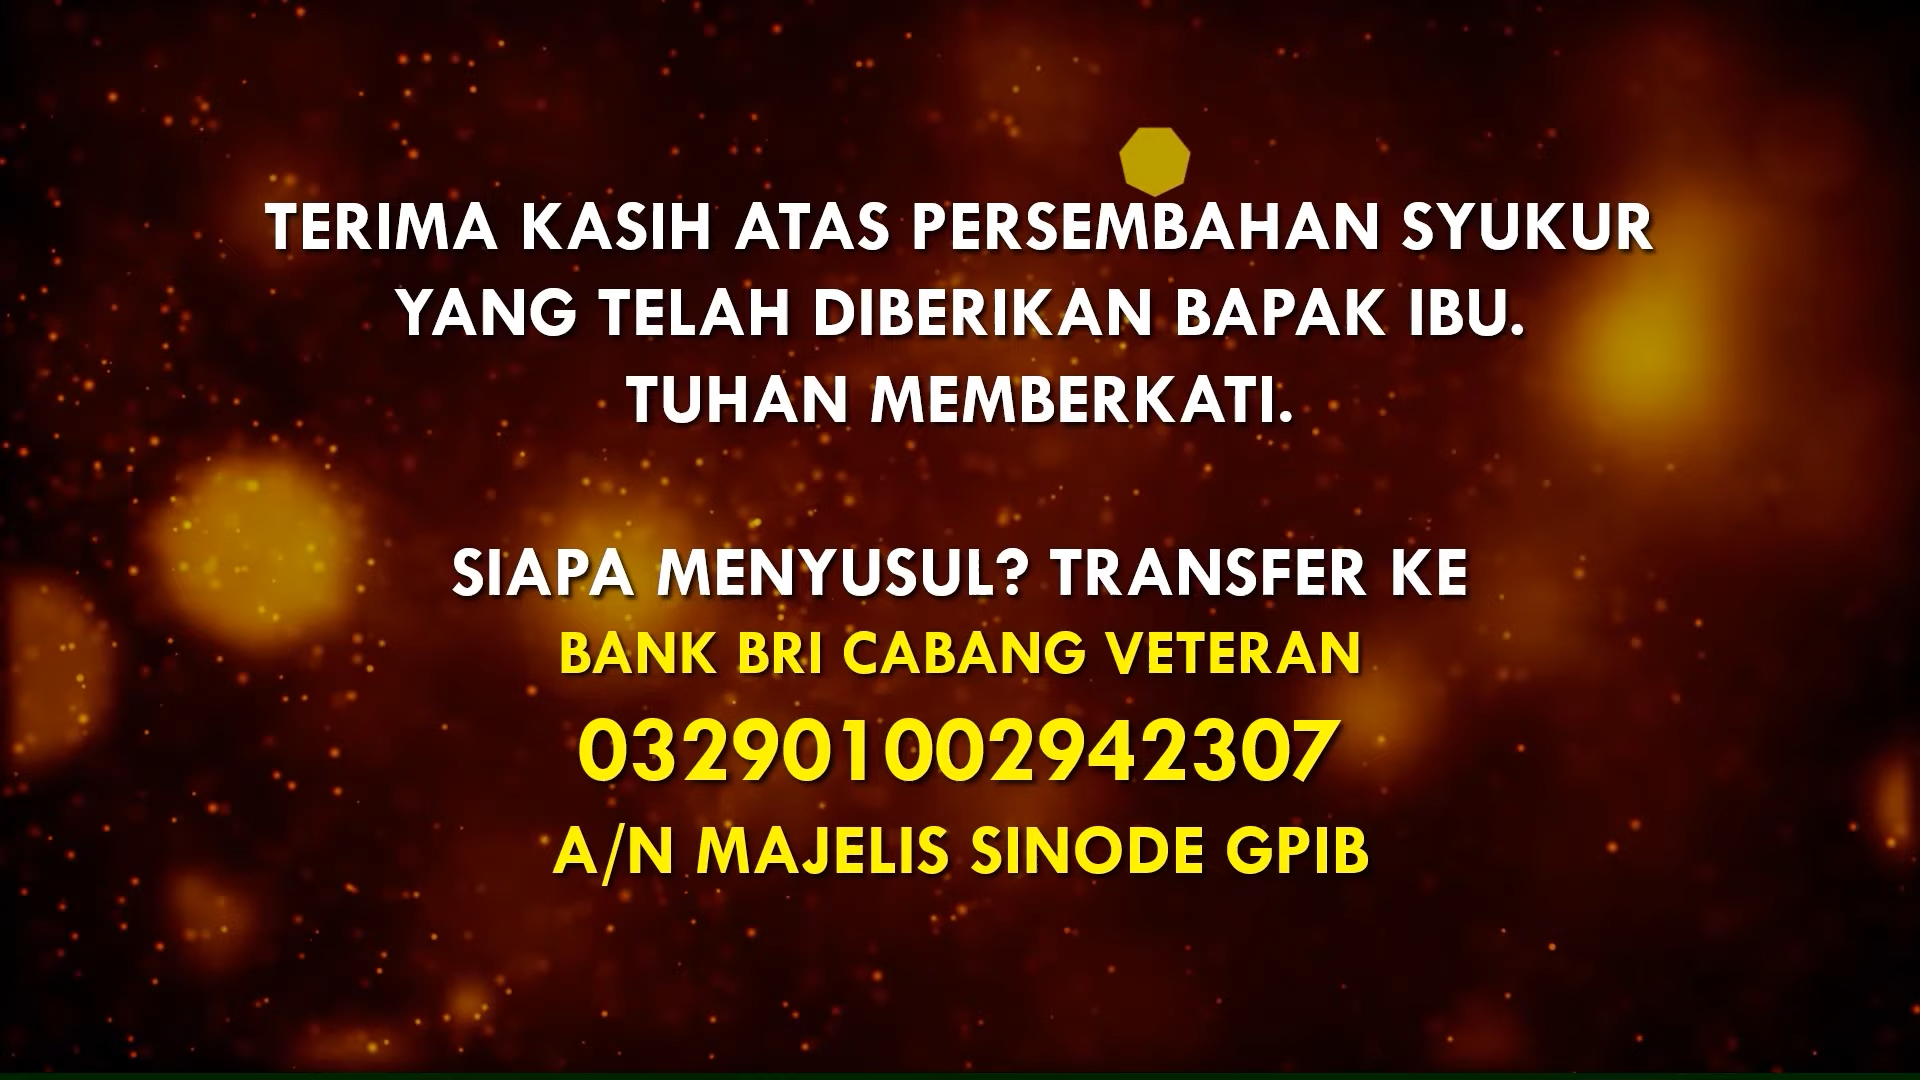 TERIMA KASIH ATAS PERSEMBAHAN SYUKUR
YANG TELAH DIBERIKAN BAPAK IBU.
TUHAN MEMBERKATI.
SIAPA MENYUSUL? TRANSFER KE
BANK BRI CABANG VETERAN
032901002942307
A/N MAJELIS SINODE GPIB